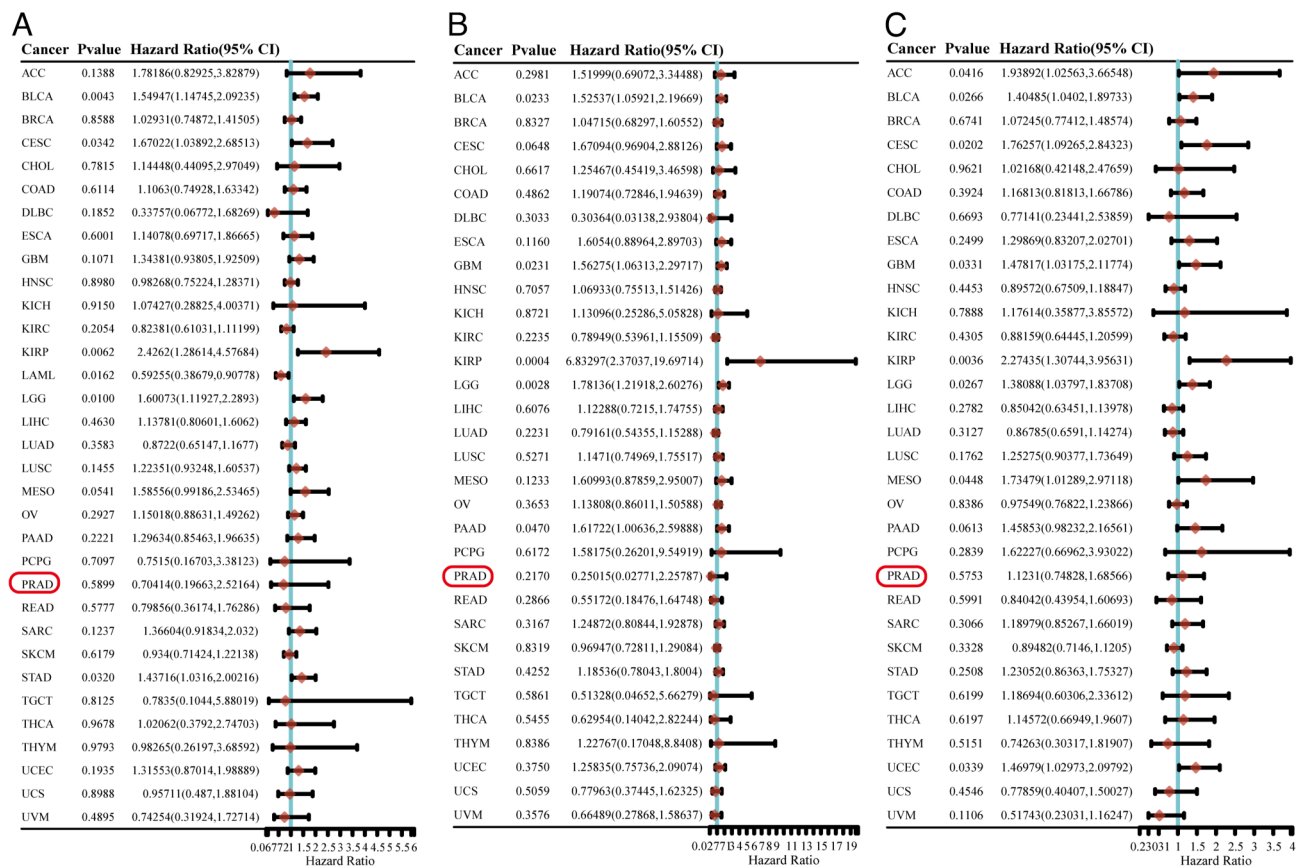 A
Cancer Pvalue Hazard Ratio(95% CI)
ACC 0.1388 1.78186(0.82925,3.82879)
BLCA 0.0043 1.54947(1.14745,2.09235)
BRCA 0.8588 1.02931(0.74872,1.41505)
CESC 0.0342 1.67022(1.03892,2.68513)
CHOL 0.7815 1.14448(0.44095,2.97049)
COAD 0.6114 1.1063(0.74928,1.63342)
DLBC 0.1852 0.33757(0.06772,1.68269)
ESCA 0.6001 1.14078(0.69717,1.86665)
GBM 0.1071 1.34381(0.93805,1.92509)
HNSC 0.8980 0.98268(0.75224,1.28371)
KICH 0.9150 1.07427(0.28825,4.00371)
KIRC 0.2054 0.82381(0.61031,1.11199)
KIRP 0.0062 2.4262(1.28614,4.57684)
LAML 0.0162 0.59255(0.38679,0.90778)
LGG 0.0100 1.60073(1.11927,2.2893)
LIHC 0.4630 1.13781(0.80601,1.6062)
LUAD 0.3583 0.8722(0.65147,1.1677)
LUSC 0.1455 1.22351(0.93248,1.60537)
MESO 0.0541 1.58556(0.99186,2.53465)
OV 0.2927 1.15018(0.88631,1.49262)
PAAD 0.2221 1.29634(0.85463,1.96635)
PCPG 0.7097 0.7515(0.16703,3.38123)
PRAD 0.5899 0.70414(0.19663,2.52164)
READ 0.5777 0.79856(0.36174,1.76286)
SARC 0.1237 1.36604(0.91834,2.032)
SKCM 0.6179 0.934(0.71424,1.22138)
STAD 0.0320 1.43716(1.0316,2.00216)
TGCT 0.8125 0.7835(0.1044,5.88019)
THCA 0.9678 1.02062(0.3792,2.74703)
THYM 0.9793 0.98265(0.26197,3.68592)
UCEC 0.1935 1.31553(0.87014,1.98889)
UCS 0.8988 0.95711(0.487,1.88104)
UVM 0.4895 0.74254(0.31924,1.72714)
Hazard Ratio
B
Cancer Pvalue Hazard Ratio(95% CI)
ACC 0.2981 1.51999(0.69072,3.34488)
BLCA 0.0233 1.52537(1.05921,2.19669)
BRCA 0.8327 1.04715(0.68297,1.60552)
CESC 0.0648 1.67094(0.96904,2.88126)
CHOL 0.6617 1.25467(0.45419,3.46598)
COAD 0.4862 1.19074(0.72846,1.94639)
DLBC 0.3033 0.30364(0.03138,2.93804)
ESCA 0.1160 1.6054(0.88964,2.89703)
GBM 0.0231 1.56275(1.06313,2.29717)
HNSC 0.7057 1.06933(0.75513,1.51426)
KICH 0.8721 1.13096(0.25286,5.05828)
KIRC 0.2235 0.78949(0.53961,1.15509)
KIRP 0.0004 6.83297(2.37037,19.69714)
LGG 0.0028 1.78136(1.21918,2.60276)
LIHC 0.6076 1.12288(0.7215,1.74755)
LUAD 0.2231 0.79161(0.54355,1.15288)
LUSC 0.5271 1.1471(0.74969,1.75517)
MESO 0.1233 1.60993(0.87859,2.95007)
OV 0.3653 1.13808(0.86011,1.50588)
PAAD 0.0470 1.61722(1.00636,2.59888)
PCPG 0.6172 1.58175(0.26201,9.54919)
PRAD 0.2170 0.25015(0.02771,2.25787)
READ 0.2866 0.55172(0.18476,1.64748)
SARC 0.3167 1.24872(0.80844,1.92878)
SKCM 0.8319 0.96947(0.72811,1.29084)
STAD 0.4252 1.18536(0.78043,1.8004)
TGCT 0.5861 0.51328(0.04652,5.66279)
THCA 0.5455 0.62954(0.14042,2.82244)
THYM 0.8386 1.22767(0.17048,8.8408)
UCEC 0.3750 1.25835(0.75736,2.09074)
UCS 0.5059 0.77963(0.37445,1.62325)
UVM 0.3576 0.66489(0.27868,1.58637)
Hazard Ratio
C
Cancer Pvalue Hazard Ratio(95% CI)
ACC 0.0416 1.93892(1.02563,3.66548)
BLCA 0.0266 1.40485(1.0402,1.89733)
BRCA 0.6741 1.07245(0.77412,1.48574)
CESC 0.0202 1.76257(1.09265,2.84323)
CHOL 0.9621 1.02168(0.42148,2.47659)
COAD 0.3924 1.16813(0.81813,1.66786)
DLBC 0.6693 0.77141(0.23441,2.53859)
ESCA 0.2499 1.29869(0.83207,2.02701)
GBM 0.0331 1.47817(1.03175,2.11774)
HNSC 0.4453 0.89572(0.67509,1.18847)
KICH 0.7888 1.17614(0.35877,3.85572)
KIRC 0.4305 0.88159(0.64445,1.20599)
KIRP 0.0036 2.27435(1.30744,3.95631)
LGG 0.0267 1.38088(1.03797,1.83708)
LIHC 0.2782 0.85042(0.63451,1.13978)
LUAD 0.3127 0.86785(0.6591,1.14274)
LUSC 0.1762 1.25275(0.90377,1.73649)
MESO 0.0448 1.73479(1.01289,2.97118)
OV 0.8386 0.97549(0.76822,1.23866)
PAAD 0.0613 1.45853(0.98232,2.16561)
PCPG 0.2839 1.62227(0.66962,3.93022)
PRAD 0.5753 1.1231(0.74828,1.68566)
READ 0.5991 0.84042(0.43954,1.60693)
SARC 0.3066 1.18979(0.85267,1.66019)
SKCM 0.3328 0.89482(0.7146,1.1205)
STAD 0.2508 1.23052(0.86363,1.75327)
TGCT 0.6199 1.18694(0.60306,2.33612)
THCA 0.6197 1.14572(0.66949,1.9607)
THYM 0.5151 0.74263(0.30317,1.81907)
UCEC 0.0339 1.46979(1.02973,2.09792)
UCS 0.4546 0.77859(0.40407,1.50027)
UVM 0.1106 0.51743(0.23031,1.16247)
1 1.5 2 2.5 3 3.5 4
Hazard Ratio